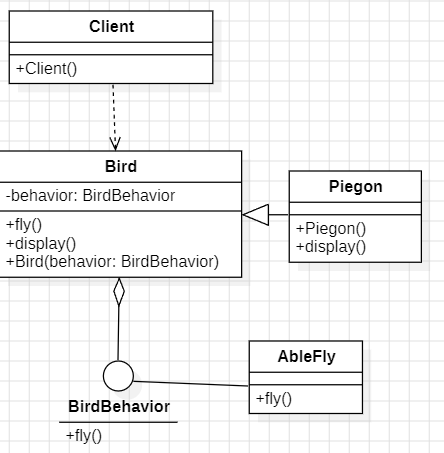 Client
+Client()
Bird
-behavior: BirdBehavior
+fly()
+display()
+Bird(behavior: BirdBehavior)
Piegon
+Piegon()
+display()
AbleFly
+fly()
BirdBehavior
+fly()